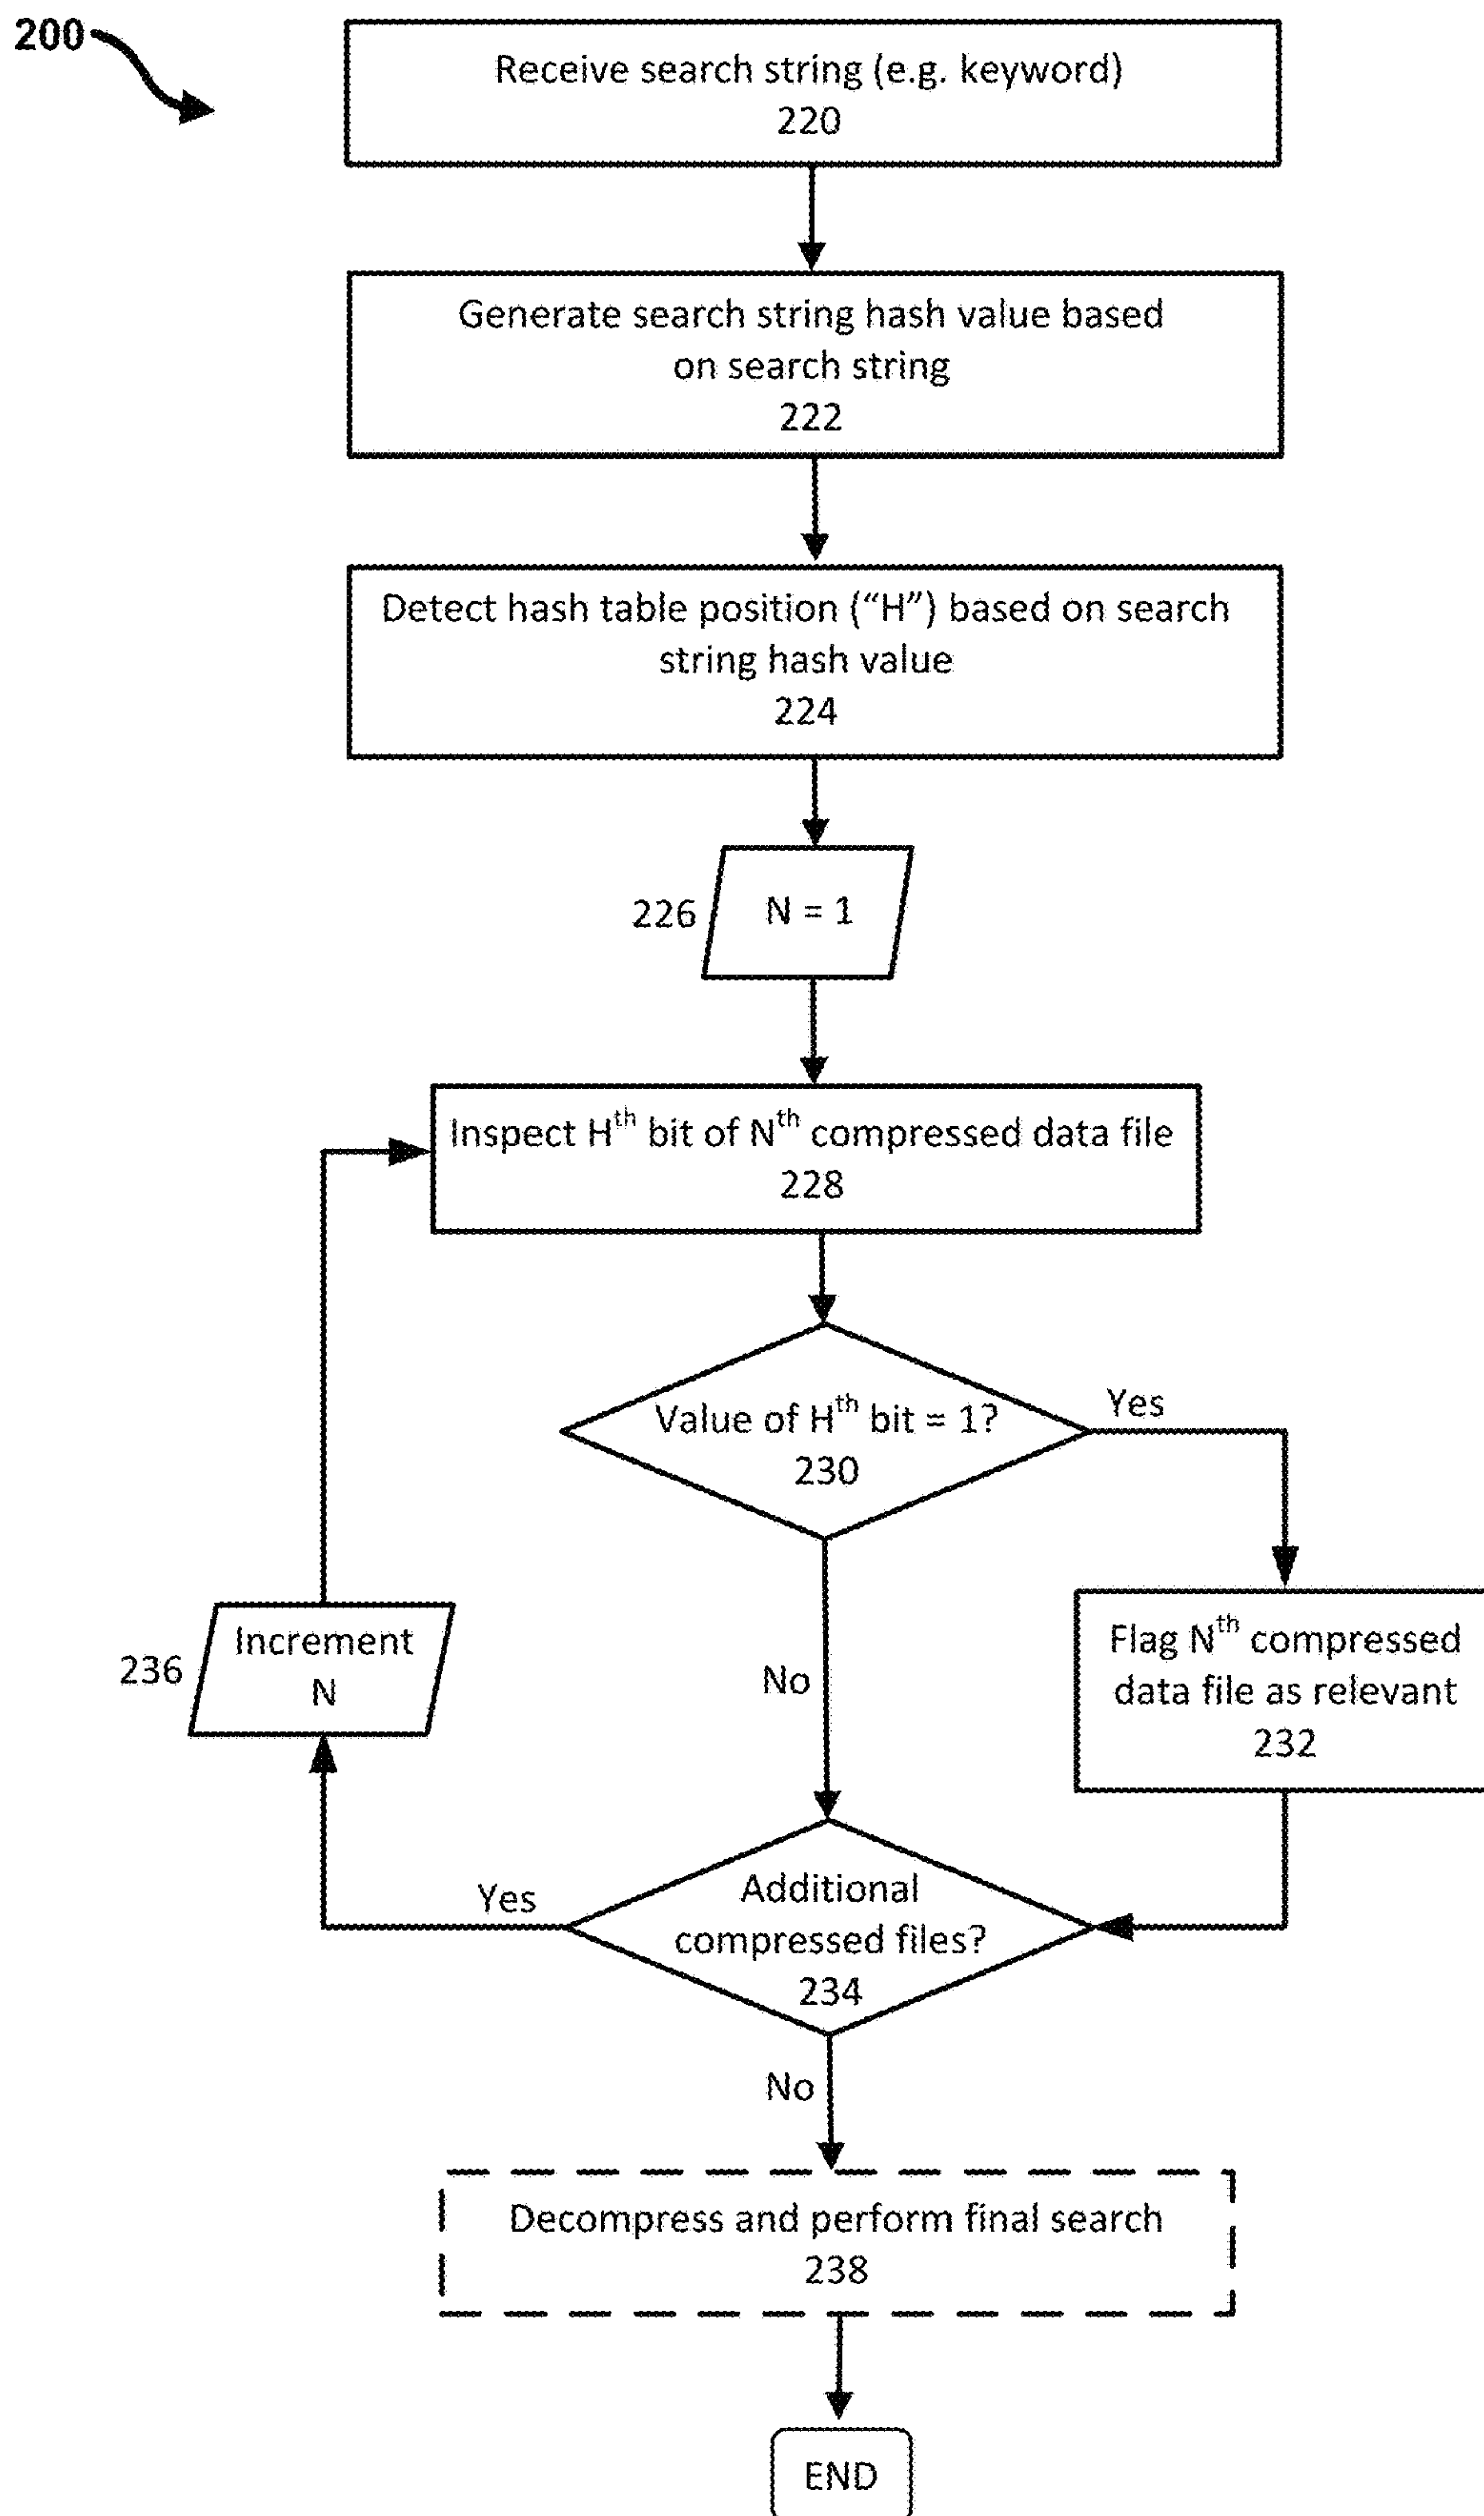 200
Receive search string (e.g. keyword)
220
Generate search string hash value based
on search string
222
Detect hash table position (“H”) based on search
string hash value
224
226
N = 1
Inspect Hth bit of Nth compressed data file
228
Value of Hth bit = 1?
230
Yes
Flag Nth compressed
data file as relevant
232
No
236
Increment
N
Yes
Additional
compressed files?
234
No
Decompress and perform final search
238
END